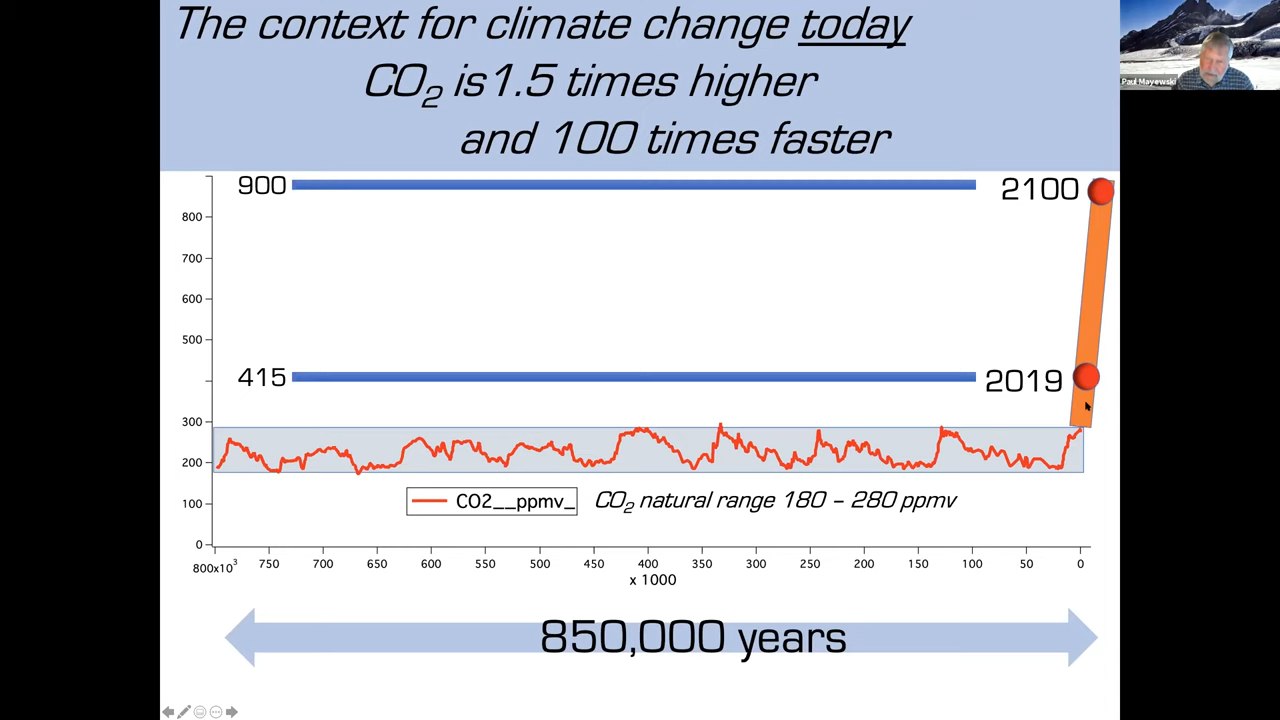 The context for climate change today
CO₂ is1.5 times higher
and 100 times faster
Paul Mayewski
900
2100
800
700
600
500
415
2019
300
200
100
CO2__ppmv_
CO₂ natural range 180 – 280 ppmv
0
800x10³ 750 700 650 600 550 500 450 400 350 300 250 200 150 100 50 0
x 1000
850,000 years